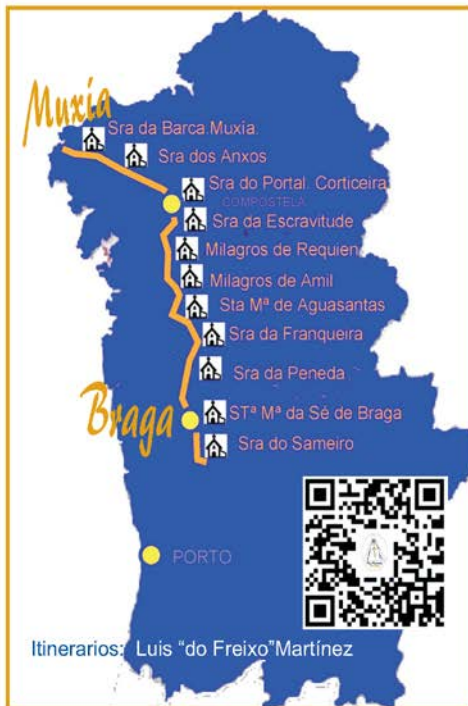 Muxía
Sra da Barca.Muxía.
Sra dos Anxos
Sra do Portal. Corticeira
COMPOSTELA
Sra da Escravitude
Milagros de Requien
Milagros de Amil
Sta Mª de Aguasantas
Sra da Franqueira
Sra da Peneda
Braga
STª Mª da Sé de Braga
Sra do Sameiro
PORTO
Itinerarios: Luis "do Freixo"Martínez